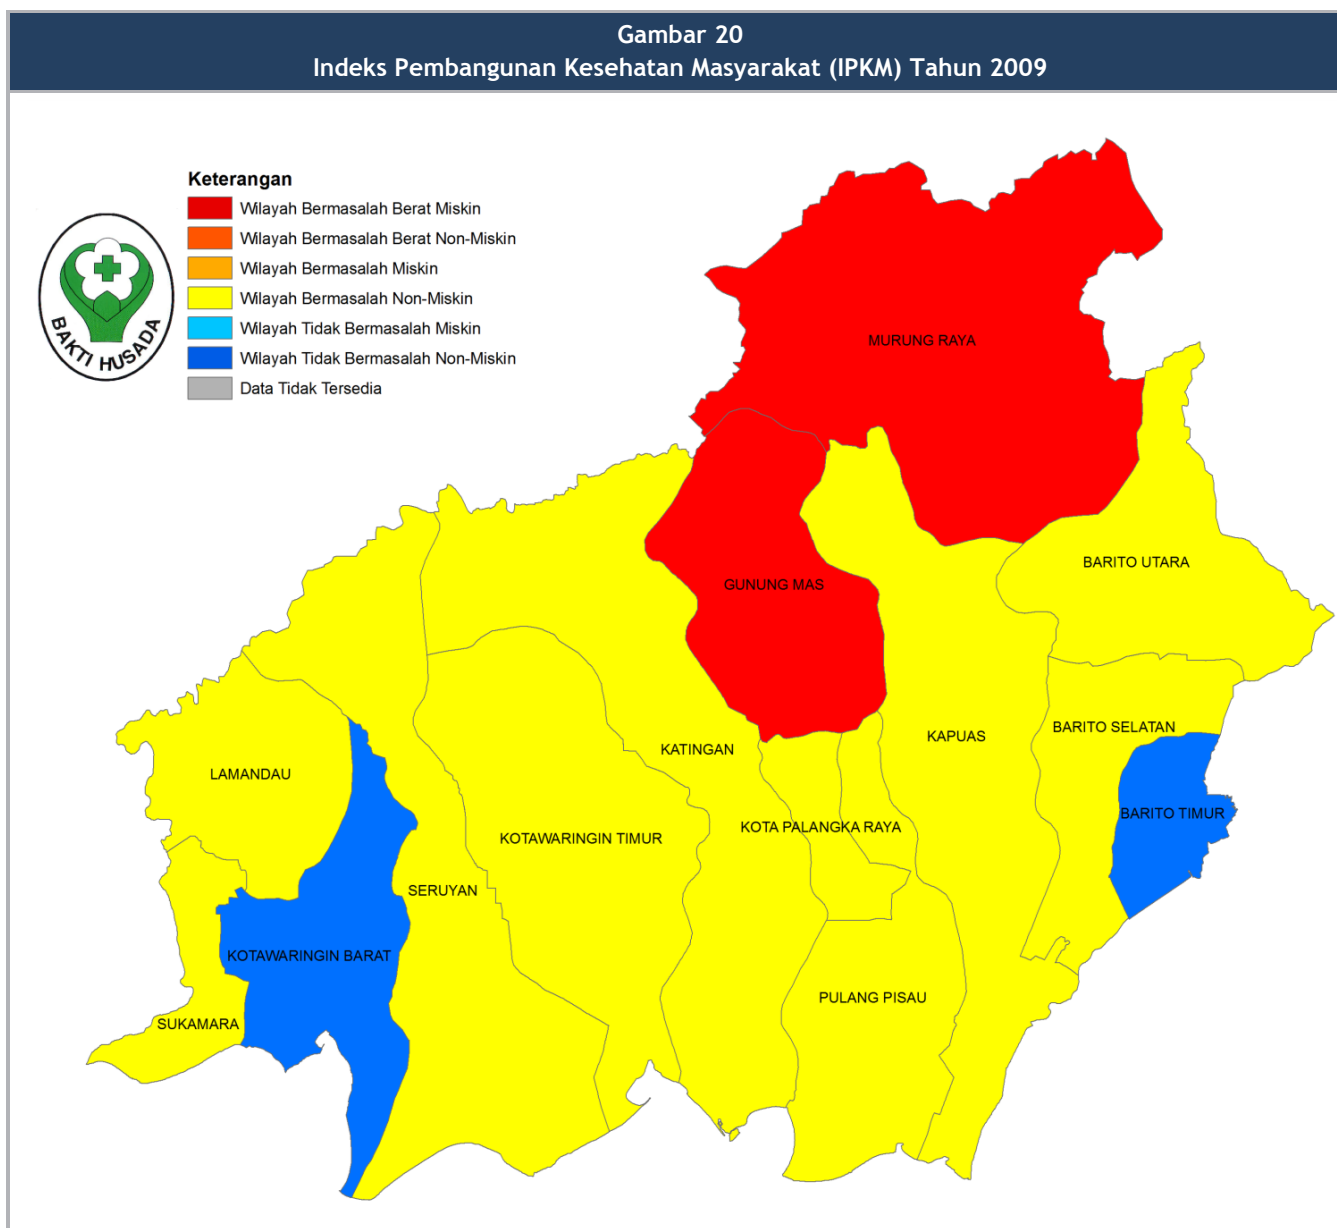 Gambar 20
Indeks Pembangunan Kesehatan Masyarakat (IPKM) Tahun 2009
Keterangan
Wilayah Bermasalah Berat Miskin
Wilayah Bermasalah Berat Non-Miskin
Wilayah Bermasalah Miskin
Wilayah Bermasalah Non-Miskin
Wilayah Tidak Bermasalah Miskin
Wilayah Tidak Bermasalah Non-Miskin
Data Tidak Tersedia
BAKTI HUSADA
MURUNG RAYA
BARITO UTARA
GUNUNG MAS
BARITO SELATAN
KAPUAS
KATINGAN
LAMANDAU
BARITO TIMUR
KOTA PALANGKA RAYA
KOTAWARINGIN TIMUR
SERUYAN
KOTAWARINGIN BARAT
PULANG PISAU
SUKAMARA